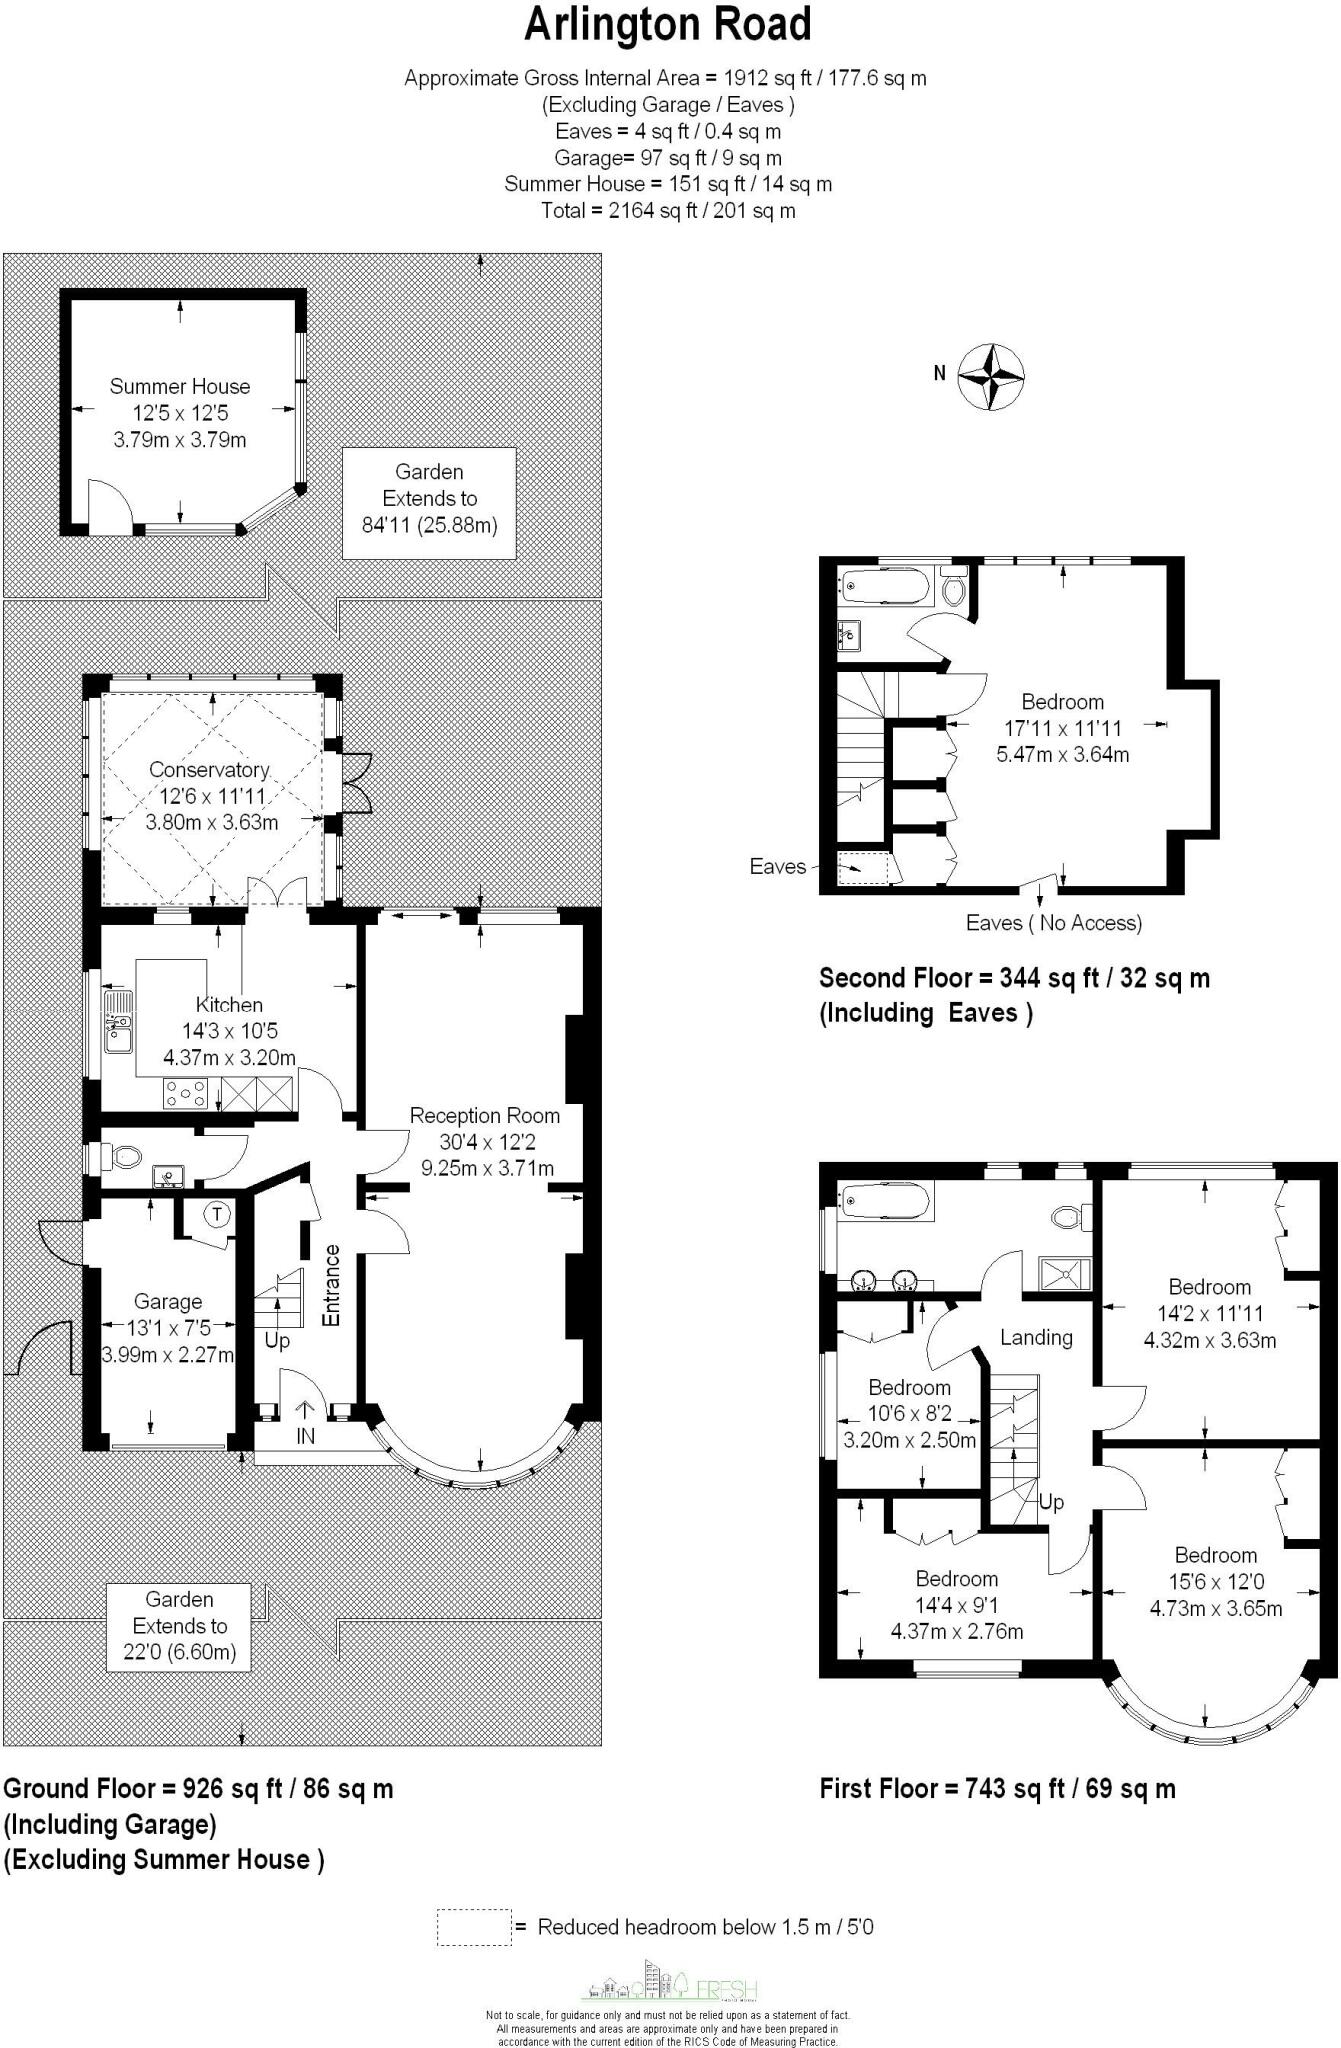 Arlington Road
Approximate Gross Internal Area = 1912 sq ft / 177.6 sq m
(Excluding Garage / Eaves )
Eaves = 4 sq ft / 0.4 sq m
Garage= 97 sq ft / 9 sq m
Summer House = 151 sq ft / 14 sq m
Total = 2164 sq ft / 201 sq m
Summer House
12'5 x 12'5
3.79m x 3.79m
Garden
Extends to
84'11 (25.88m)
N
Conservatory
12'6 x 11'11
3.80m x 3.63m
Kitchen
14'3 x 10'5
4.37m x 3.20m
Reception Room
30'4 x 12'2
9.25m x 3.71m
T
Garage
13'1 x 7'5
3.99m x 2.27m
Entrance
Up
IN
Garden
Extends to
22'0 (6.60m)
Ground Floor = 926 sq ft / 86 sq m
(Including Garage)
(Excluding Summer House )
Bedroom
17'11 x 11'11
5.47m x 3.64m
Eaves
Eaves ( No Access)
Second Floor = 344 sq ft / 32 sq m
(Including Eaves )
Bedroom
14'2 x 11'11
4.32m x 3.63m
Landing
Bedroom
10'6 x 8'2
3.20m x 2.50m
Up
Bedroom
15'6 x 12'0
4.73m x 3.65m
Bedroom
14'4 x 9'1
4.37m x 2.76m
First Floor = 743 sq ft / 69 sq m
= Reduced headroom below 1.5 m / 5'0
FRESH
Not to scale, for guidance only and must not be relied upon as a statement of fact.
All measurements and areas are approximate only and have been prepared in
accordance with the current edition of the RICS Code of Measuring Practice.